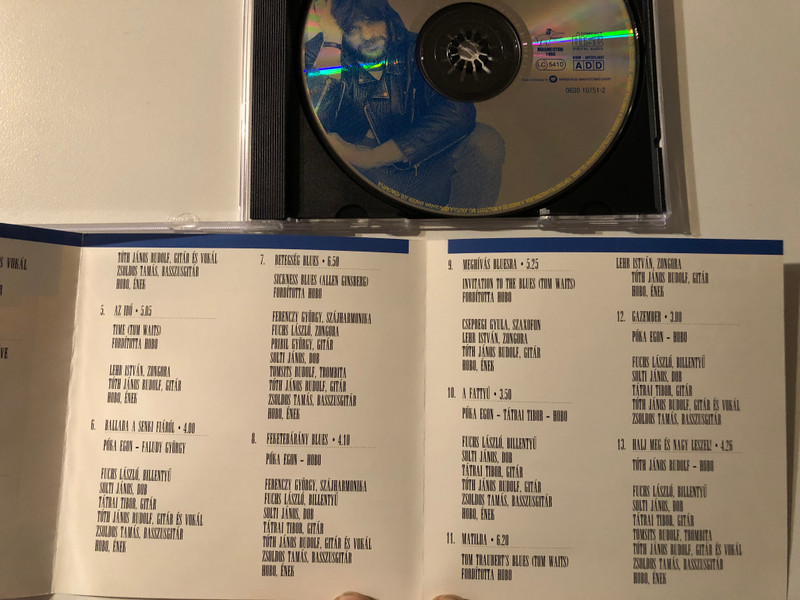 MAGNEOTON
1996
COMPACT
disc
DIGITAL AUDIO
LC 5410
ADD
0630 16151-2
TÓTH JÁNOS RUDOLF, GITÁR ÉS VOKÁL
ZSOLDOS TAMÁS, BASSZUSGITÁR
HOBO, ÉNEK
5. AZ IDŐ • 5.05
TIME (TOM WAITS)
FORDÍTOTTA HOBO
LEHR ISTVÁN, ZONGORA
TÓTH JÁNOS RUDOLF, GITÁR
HOBO, ÉNEK
6. BALLADA A SENKI FIÁRÓL • 4.00
PÓKA EGON - FALUDY GYÖRGY
FUCHS LÁSZLÓ, BILLENTYŰ
SOLTI JÁNOS, DOB
TÁTRAI TIBOR, GITÁR
TÓTH JÁNOS RUDOLF, GITÁR ÉS VOKÁL
ZSOLDOS TAMÁS, BASSZUSGITÁR
HOBO, ÉNEK
7. BETEGSÉG BLUES • 6.50
SICKNESS BLUES (ALLEN GINSBERG)
FORDÍTOTTA HOBO
FERENCZY GYÖRGY, SZÁJHARMONIKA
FUCHS LÁSZLÓ, ZONGORA
PRIBIL GYÖRGY, GITÁR
SOLTI JÁNOS, DOB
TOMSITS RUDOLF, TROMBITA
TÓTH JÁNOS RUDOLF, GITÁR
ZSOLDOS TAMÁS, BASSZUSGITÁR
HOBO, ÉNEK
8. FEKETEBÁRÁNY BLUES • 4.10
PÓKA EGON - HOBO
FERENCZY GYÖRGY, SZÁJHARMONIKA
FUCHS LÁSZLÓ, BILLENTYŰ
SOLTI JÁNOS, DOB
TÁTRAI TIBOR, GITÁR
TÓTH JÁNOS RUDOLF, GITÁR ÉS VOKÁL
ZSOLDOS TAMÁS, BASSZUSGITÁR
HOBO, ÉNEK
9. MEGHÍVÁS BLUESRA • 5.25
INVITATION TO THE BLUES (TOM WAITS)
FORDÍTOTTA HOBO
CSEPREGI GYULA, SZAXOFON
LEHR ISTVÁN, ZONGORA
TÓTH JÁNOS RUDOLF, GITÁR
HOBO, ÉNEK
10. A FATTYÚ • 3.50
PÓKA EGON - TÁTRAI TIBOR - HOBO
FUCHS LÁSZLÓ, BILLENTYŰ
SOLTI JÁNOS, DOB
TÁTRAI TIBOR, GITÁR
TÓTH JÁNOS RUDOLF, GITÁR
ZSOLDOS TAMÁS, BASSZUSGITÁR
HOBO, ÉNEK
11. MATILDA • 6.20
TOM TRAUBERT'S BLUES (TOM WAITS)
FORDÍTOTTA HOBO
LEHR ISTVÁN, ZONGORA
TÓTH JÁNOS RUDOLF, GITÁR
HOBO, ÉNEK
12. GAZEMBER • 3.00
PÓKA EGON - HOBO
FUCHS LÁSZLÓ, BILLENTYŰ
SOLTI JÁNOS, DOB
TÁTRAI TIBOR, GITÁR
TÓTH JÁNOS RUDOLF, GITÁR ÉS VOKÁL
ZSOLDOS TAMÁS, BASSZUSGITÁR
13. HALJ MEG ÉS NAGY LESZEL! • 4.26
TÓTH JÁNOS RUDOLF - HOBO
FUCHS LÁSZLÓ, BILLENTYŰ
SOLTI JÁNOS, DOB
TÁTRAI TIBOR, GITÁR
TOMSITS RUDOLF, TROMBITA
TÓTH JÁNOS RUDOLF, GITÁR ÉS VOKÁL
ZSOLDOS TAMÁS, BASSZUSGITÁR
HOBO, ÉNEK